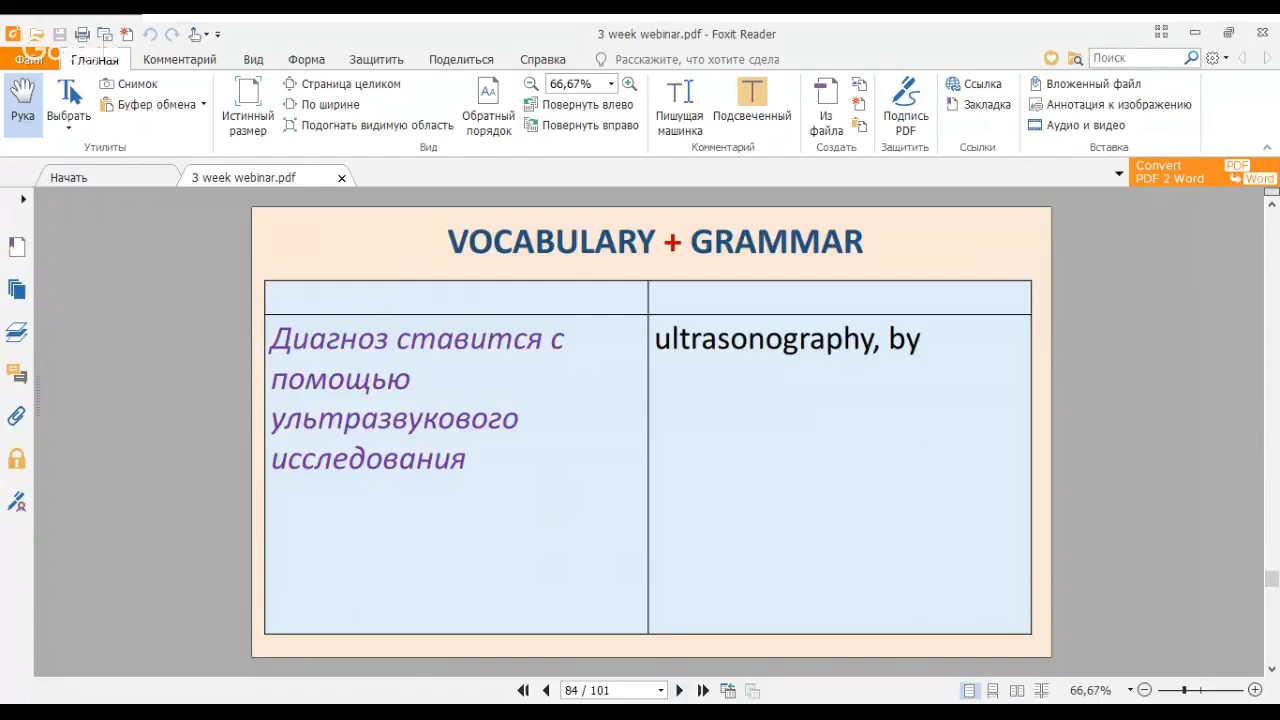 3 week webinar.pdf - Foxit Reader
Файл Главная Комментарий Вид Форма Защитить Поделиться Справка Расскажите, что хотите сдела Поиск
Рука
Выбрать
Снимок
Буфер обмена
Утилиты
Истинный размер
Страница целиком
По ширине
Подогнать видимую область
Обратный порядок
66,67%
Повернуть влево
Повернуть вправо
Вид
Пишущая машинка
Подсвеченный
Комментарий
Из файла
Создать
Подпись PDF
Защитить
Ссылка
Закладка
Ссылки
Вложенный файл
Аннотация к изображению
Аудио и видео
Вставка
Начать
3 week webinar.pdf
Convert PDF
PDF 2 Word Word
VOCABULARY + GRAMMAR
Диагноз ставится с
помощью
ультразвукового
исследования
ultrasonography, by
84 / 101
66,67%